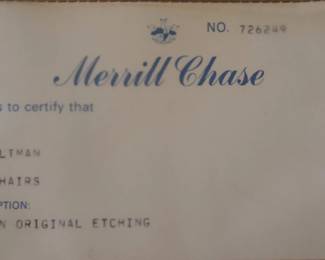 NO. 726249
Merrill Chase
s to certify that
LTMAN
HAIRS
PTION:
N ORIGINAL ETCHING